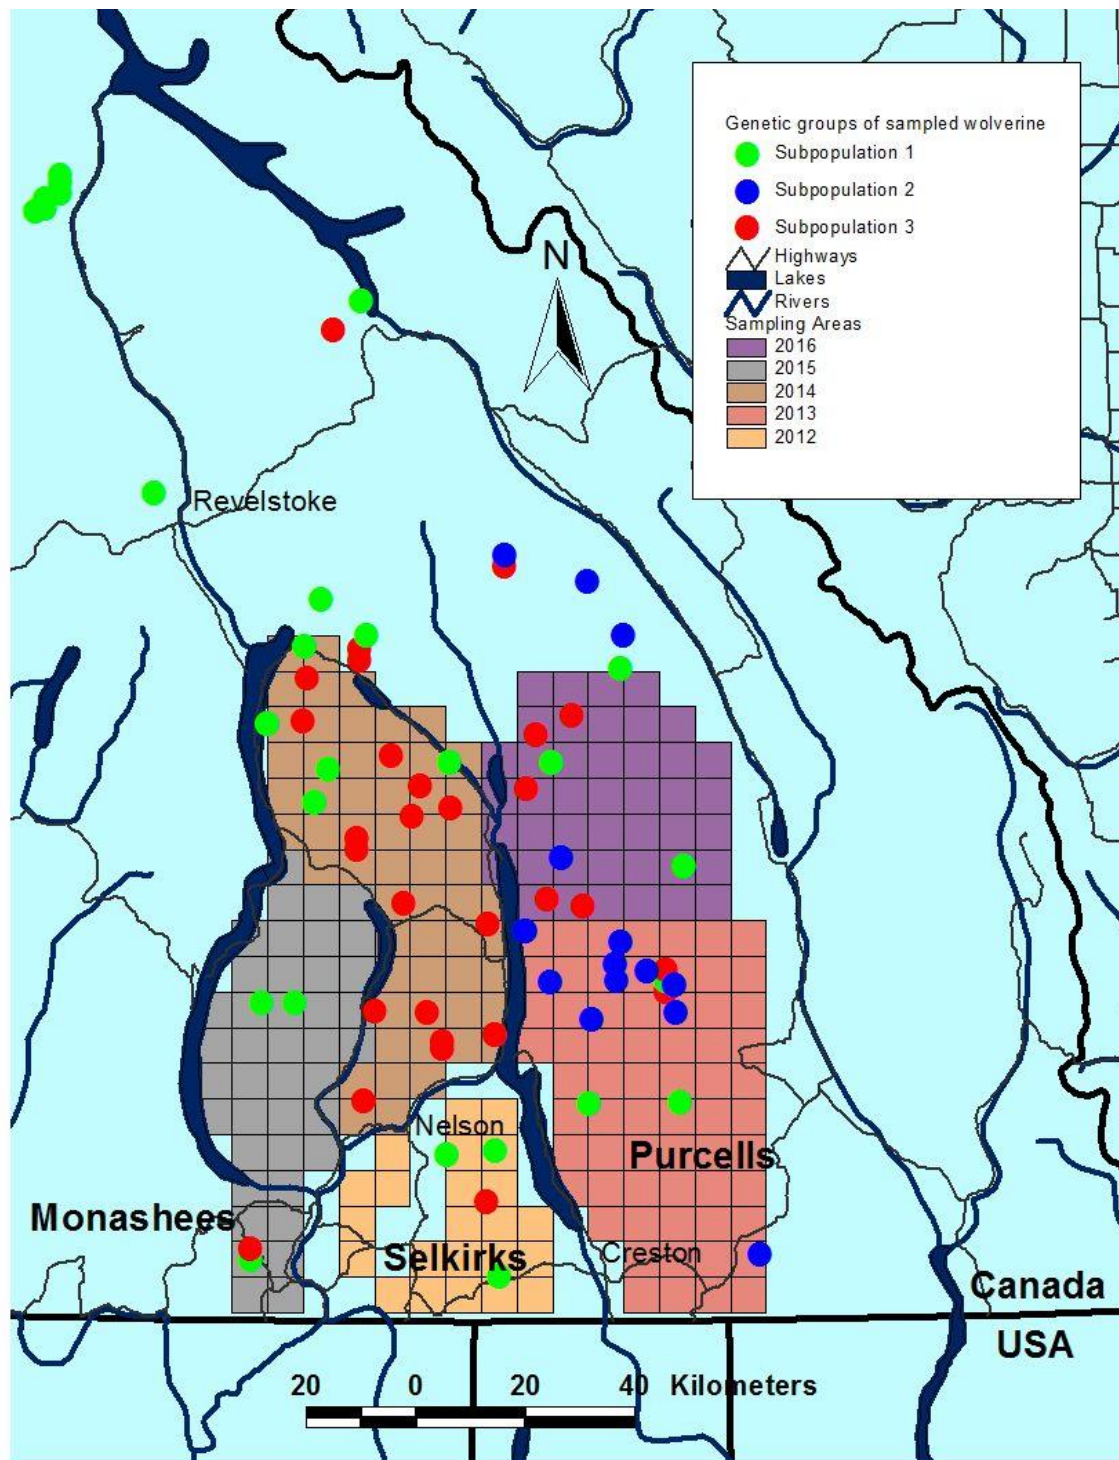 Genetic groups of sampled wolverine
Subpopulation 1
Subpopulation 2
Subpopulation 3
Highways
Lakes
Rivers
Sampling Areas
2016
2015
2014
2013
2012
N
Revelstoke
Nelson
Purcells
Monashees
Selkirks
Creston
Canada
USA
20 0 20 40 Kilometers